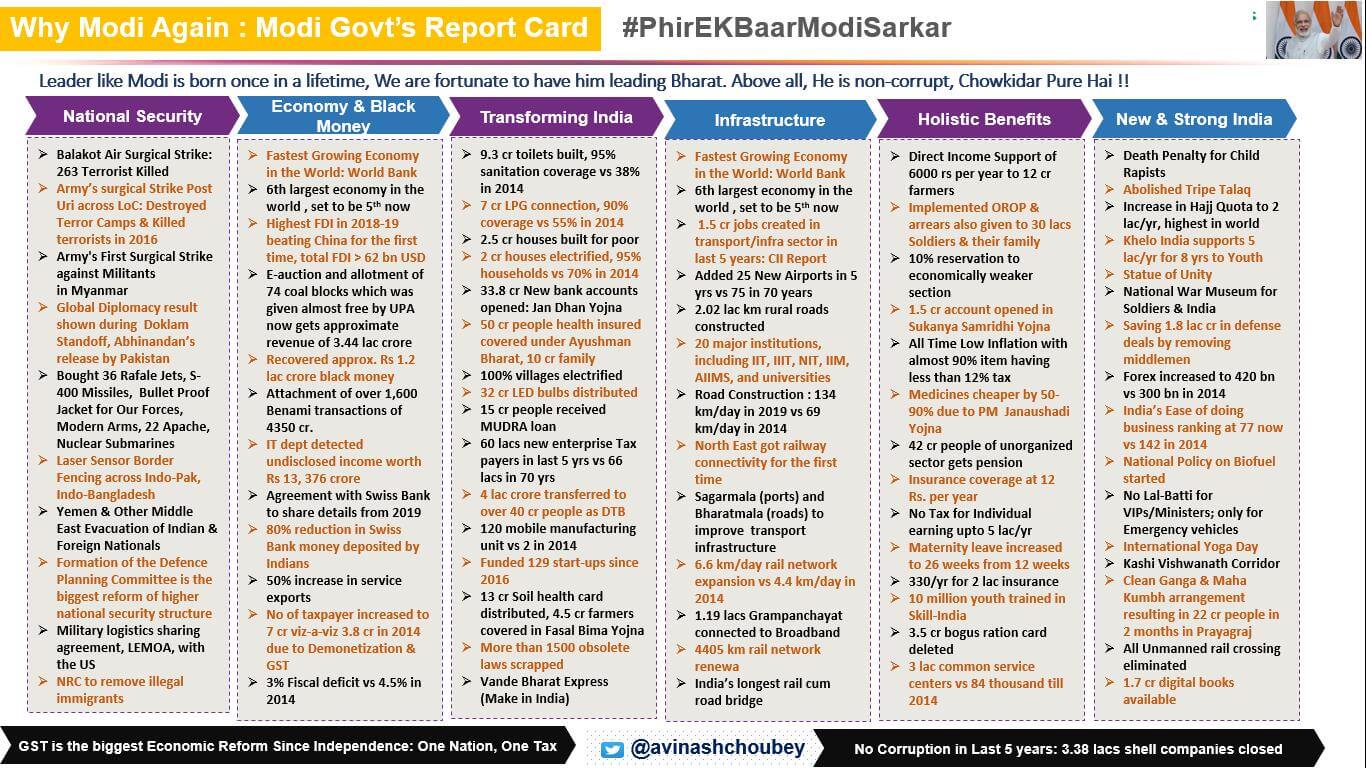 Why Modi Again : Modi Govt’s Report Card
#PhirEKBaarModiSarkar
Leader like Modi is born once in a lifetime, We are fortunate to have him leading Bharat. Above all, He is non-corrupt, Chowkidar Pure Hai !!
National Security
Balakot Air Surgical Strike:
263 Terrorist Killed
Army’s surgical Strike Post
Uri across LoC: Destroyed
Terror Camps & Killed
terrorists in 2016
Army's First Surgical Strike
against Militants
in Myanmar
Global Diplomacy result
shown during Doklam
Standoff, Abhinandan’s
release by Pakistan
Bought 36 Rafale Jets, S-
400 Missiles, Bullet Proof
Jacket for Our Forces,
Modern Arms, 22 Apache,
Nuclear Submarines
Laser Sensor Border
Fencing across Indo-Pak,
Indo-Bangladesh
Yemen & Other Middle
East Evacuation of Indian &
Foreign Nationals
Formation of the Defence
Planning Committee is the
biggest reform of higher
national security structure
Military logistics sharing
agreement, LEMOA, with
the US
NRC to remove illegal
immigrants
Economy & Black
Money
Fastest Growing Economy
in the World: World Bank
6th largest economy in the
world , set to be 5th now
Highest FDI in 2018-19
beating China for the first
time, total FDI > 62 bn USD
E-auction and allotment of
74 coal blocks which was
given almost free by UPA
now gets approximate
revenue of 3.44 lac crore
Recovered approx. Rs 1.2
lac crore black money
Attachment of over 1,600
Benami transactions of
4350 cr.
IT dept detected
undisclosed income worth
Rs 13, 376 crore
Agreement with Swiss Bank
to share details from 2019
80% reduction in Swiss
Bank money deposited by
Indians
50% increase in service
exports
No of taxpayer increased to
7 cr viz-a-viz 3.8 cr in 2014
due to Demonetization &
GST
3% Fiscal deficit vs 4.5% in
2014
Transforming India
9.3 cr toilets built, 95%
sanitation coverage vs 38%
in 2014
7 cr LPG connection, 90%
coverage vs 55% in 2014
2.5 cr houses built for poor
2 cr houses electrified, 95%
households vs 70% in 2014
33.8 cr New bank accounts
opened: Jan Dhan Yojna
50 cr people health insured
covered under Ayushman
Bharat, 10 cr family
100% villages electrified
32 cr LED bulbs distributed
15 cr people received
MUDRA loan
60 lacs new enterprise Tax
payers in last 5 yrs vs 66
lacs in 70 yrs
4 lac crore transferred to
over 40 cr people as DTB
120 mobile manufacturing
unit vs 2 in 2014
Funded 129 start-ups since
2016
13 cr Soil health card
distributed, 4.5 cr farmers
covered in Fasal Bima Yojna
More than 1500 obsolete
laws scrapped
Vande Bharat Express
(Make in India)
Infrastructure
Fastest Growing Economy
in the World: World Bank
6th largest economy in the
world , set to be 5th now
1.5 cr jobs created in
transport/infra sector in
last 5 years: CII Report
Added 25 New Airports in 5
yrs vs 75 in 70 years
2.02 lac km rural roads
constructed
20 major institutions,
including IIT, IIIT, NIT, IIM,
AIIMS, and universities
Road Construction : 134
km/day in 2019 vs 69
km/day in 2014
North East got railway
connectivity for the first
time
Sagarmala (ports) and
Bharatmala (roads) to
improve transport
infrastructure
6.6 km/day rail network
expansion vs 4.4 km/day in
2014
1.19 lacs Grampanchayat
connected to Broadband
4405 km rail network
renewa
India’s longest rail cum
road bridge
Holistic Benefits
Direct Income Support of
6000 rs per year to 12 cr
farmers
Implemented OROP &
arrears also given to 30 lacs
Soldiers & their family
10% reservation to
economically weaker
section
1.5 cr account opened in
Sukanya Samridhi Yojna
All Time Low Inflation with
almost 90% item having
less than 12% tax
Medicines cheaper by 50-
90% due to PM Janaushadi
Yojna
42 cr people of unorganized
sector gets pension
Insurance coverage at 12
Rs. per year
No Tax for Individual
earning upto 5 lac/yr
Maternity leave increased
to 26 weeks from 12 weeks
330/yr for 2 lac insurance
10 million youth trained in
Skill-India
3.5 cr bogus ration card
deleted
3 lac common service
centers vs 84 thousand till
2014
New & Strong India
Death Penalty for Child
Rapists
Abolished Tripe Talaq
Increase in Hajj Quota to 2
lac/yr, highest in world
Khelo India supports 5
lac/yr for 8 yrs to Youth
Statue of Unity
National War Museum for
Soldiers & India
Saving 1.8 lac cr in defense
deals by removing
middlemen
Forex increased to 420 bn
vs 300 bn in 2014
India’s Ease of doing
business ranking at 77 now
vs 142 in 2014
National Policy on Biofuel
started
No Lal-Batti for
VIPs/Ministers; only for
Emergency vehicles
International Yoga Day
Kashi Vishwanath Corridor
Clean Ganga & Maha
Kumbh arrangement
resulting in 22 cr people in
2 months in Prayagraj
All Unmanned rail crossing
eliminated
1.7 cr digital books
available
GST is the biggest Economic Reform Since Independence: One Nation, One Tax
@avinashchoubey
No Corruption in Last 5 years: 3.38 lacs shell companies closed